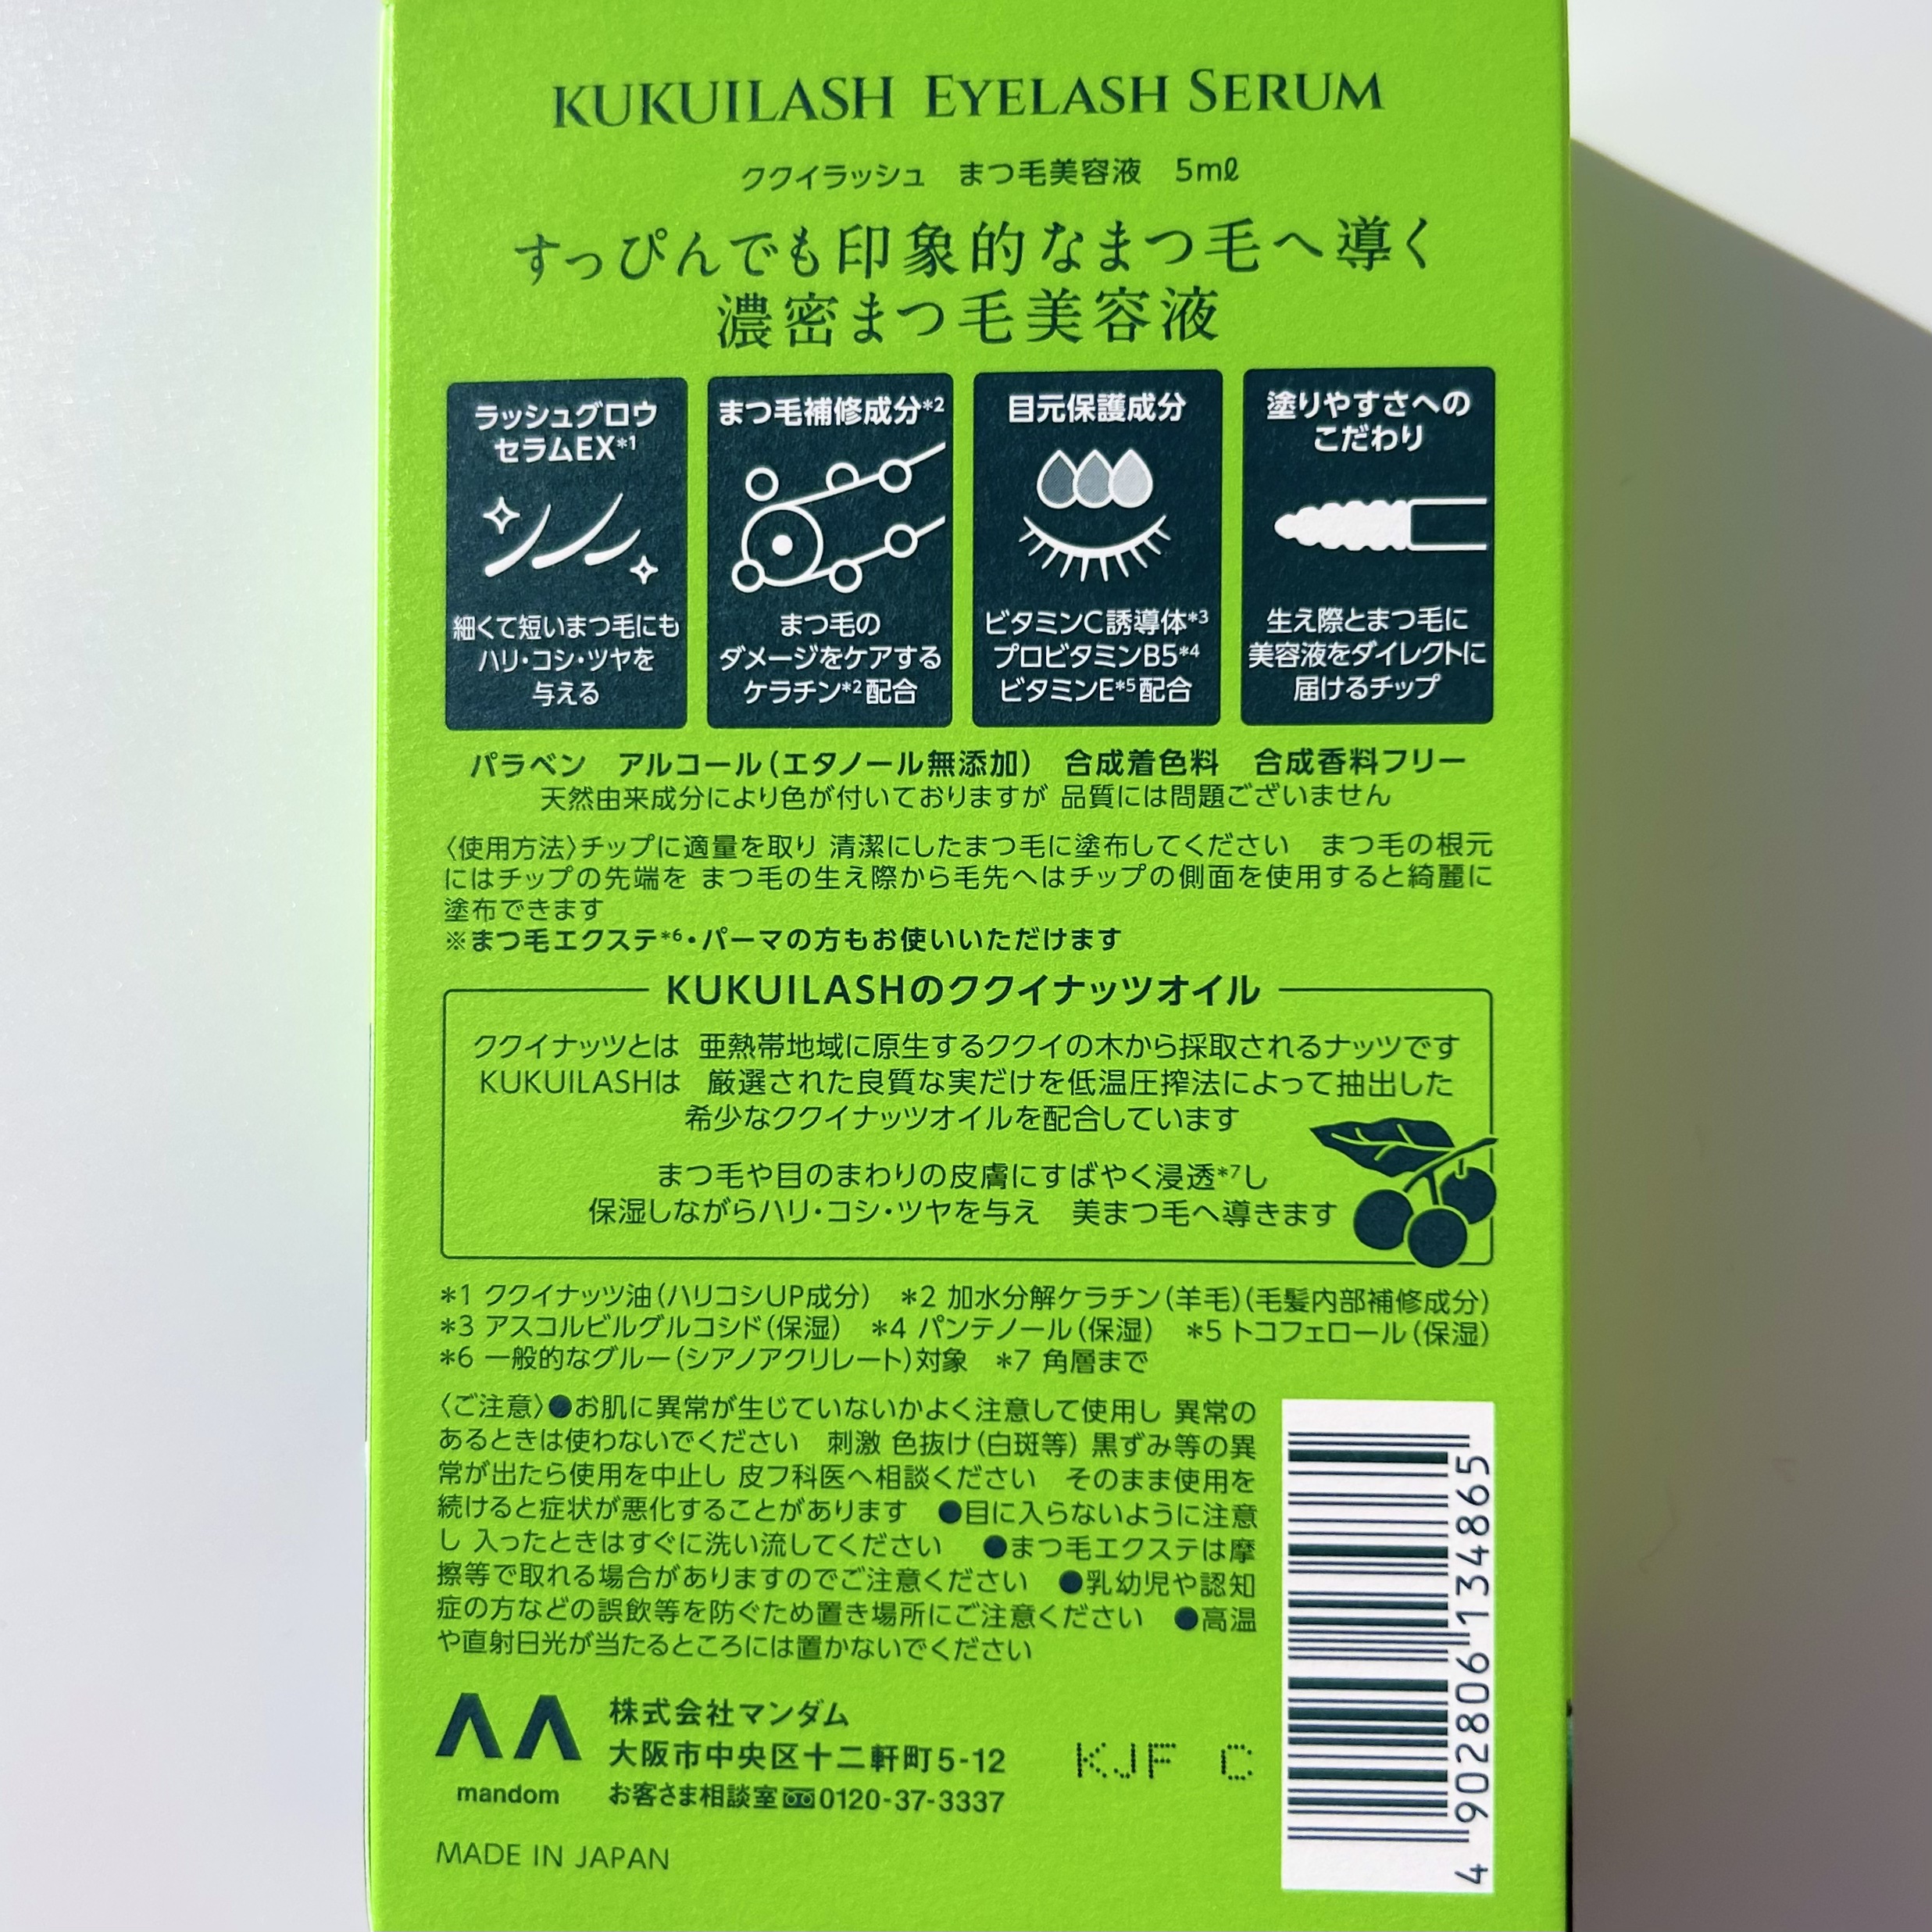 KUKUILASH EYELASH SERUM
ククイラッシュ まつ毛美容液 5mℓ
すっぴんでも印象的なまつ毛へ導く
濃密まつ毛美容液
ラッシュグロウ
セラムEX*1
細くて短いまつ毛にも
ハリ・コシ・ツヤを
与える
まつ毛補修成分*2
まつ毛の
ダメージをケアする
ケラチン*2配合
目元保護成分
ビタミンC誘導体*3
プロビタミンB5*4
ビタミンE*5配合
塗りやすさへの
こだわり
生え際とまつ毛に
美容液をダイレクトに
届けるチップ
パラベン アルコール(エタノール無添加) 合成着色料 合成香料フリー
天然由来成分により色が付いておりますが 品質には問題ございません
〈使用方法〉チップに適量を取り 清潔にしたまつ毛に塗布してください まつ毛の根元
にはチップの先端を まつ毛の生え際から毛先へはチップの側面を使用すると綺麗に
塗布できます
※まつ毛エクステ*6・パーマの方もお使いいただけます
KUKUILASHのククイナッツオイル
ククイナッツとは 亜熱帯地域に原生するククイの木から採取されるナッツです
KUKUILASHは 厳選された良質な実だけを低温圧搾法によって抽出した
希少なククイナッツオイルを配合しています
まつ毛や目のまわりの皮膚にすばやく浸透*7し
保湿しながらハリ・コシ・ツヤを与え 美まつ毛へ導きます
*1 ククイナッツ油(ハリコシUP成分) *2 加水分解ケラチン(羊毛)(毛髪内部補修成分)
*3 アスコルビルグルコシド(保湿) *4 パンテノール(保湿) *5 トコフェロール(保湿)
*6 一般的なグルー(シアノアクリレート)対象 *7 角層まで
〈ご注意〉●お肌に異常が生じていないかよく注意して使用し 異常の
あるときは使わないでください 刺激 色抜け(白斑等) 黒ずみ等の異
常が出たら使用を中止し 皮フ科医へ相談ください そのまま使用を
続けると症状が悪化することがあります ●目に入らないように注意
し 入ったときはすぐに洗い流してください ●まつ毛エクステは摩
擦等で取れる場合がありますのでご注意ください ●乳幼児や認知
症の方などの誤飲等を防ぐため置き場所にご注意ください ●高温
や直射日光が当たるところには置かないでください
4 902806 134865
mandom
株式会社マンダム
大阪市中央区十二軒町5-12
お客さま相談室 0120-37-3337
KJF C
MADE IN JAPAN